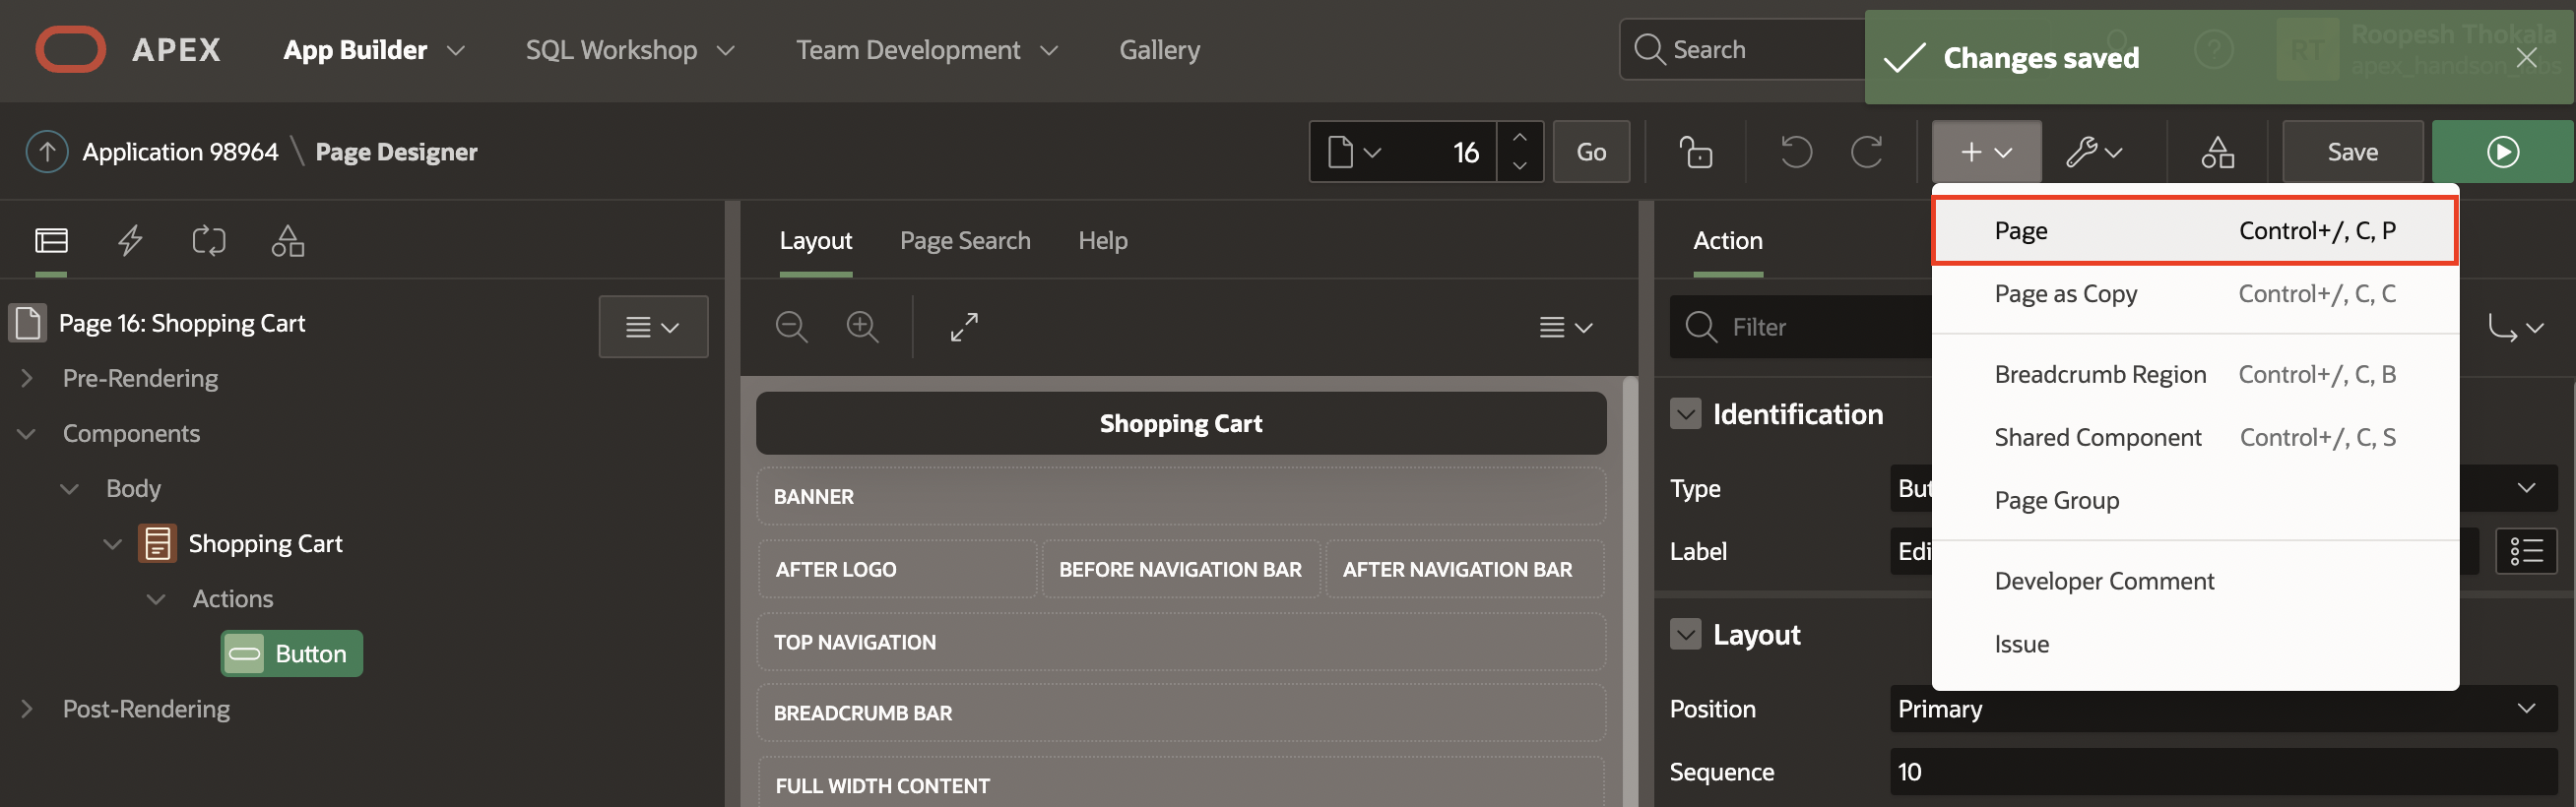 APEX App Builder SQL Workshop Team Development Gallery Search Changes saved RT Roopesh Thokala
apex_handson_labs
Application 98964 \ Page Designer 16 Go Save
Layout Page Search Help Action
Page Control+/, C, P
Page as Copy Control+/, C, C
Breadcrumb Region Control+/, C, B
Shared Component Control+/, C, S
Page Group
Developer Comment
Issue
Page 16: Shopping Cart
Pre-Rendering
Components
Body
Shopping Cart
Actions
Button
Post-Rendering
Shopping Cart
BANNER
AFTER LOGO BEFORE NAVIGATION BAR AFTER NAVIGATION BAR
TOP NAVIGATION
BREADCRUMB BAR
FULL WIDTH CONTENT
Filter
Identification
Type But
Label Edi
Layout
Position Primary
Sequence 10